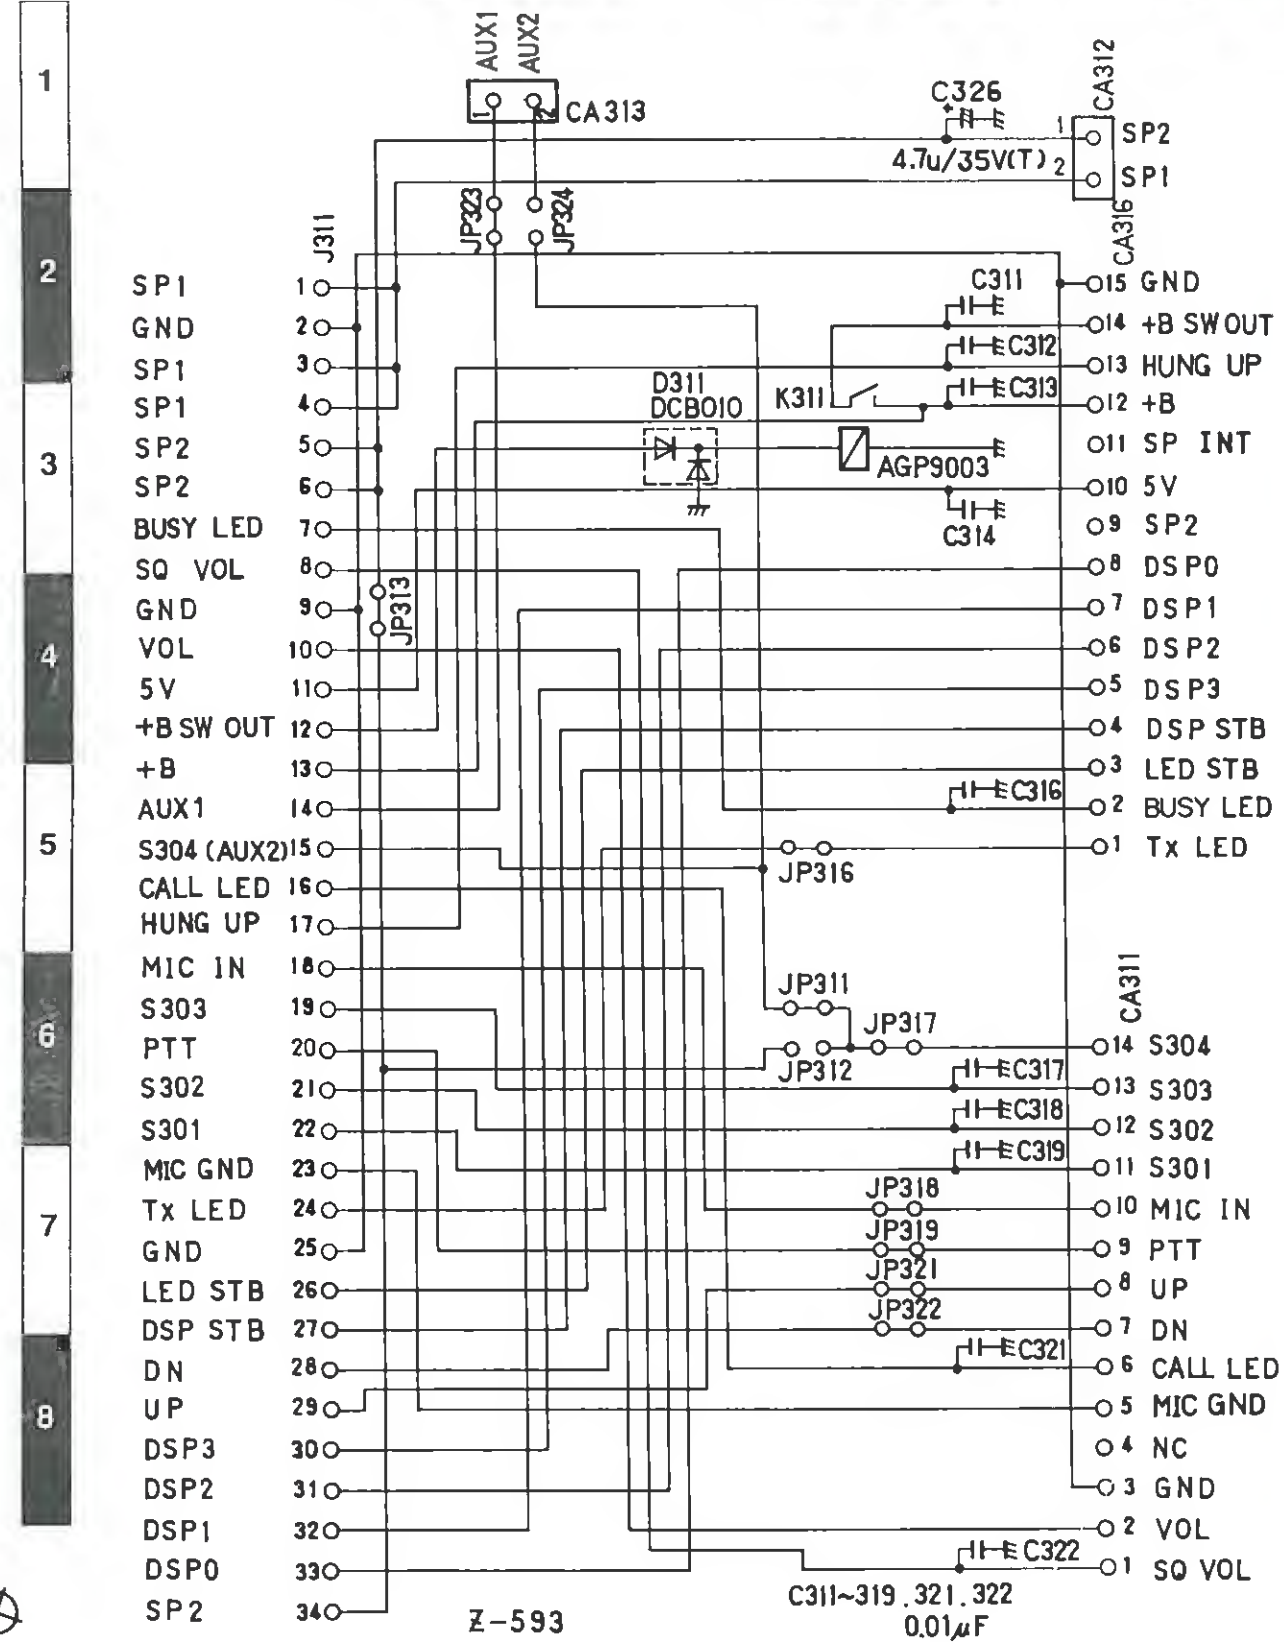 AUX1
AUX2
1
2
CA313
C326
4.7u/35V(T)
CA312
1
SP2
2
SP1
JP323
JP324
J311
CA316
SP1 1
GND 2
SP1 3
SP1 4
SP2 5
SP2 6
BUSY LED 7
SQ VOL 8
GND 9
VOL 10
5V 11
+B SW OUT 12
+B 13
AUX1 14
S304 (AUX2) 15
CALL LED 16
HUNG UP 17
MIC IN 18
S303 19
PTT 20
S302 21
S301 22
MIC GND 23
Tx LED 24
GND 25
LED STB 26
DSP STB 27
DN 28
UP 29
DSP3 30
DSP2 31
DSP1 32
DSP0 33
SP2 34
C311
C312
C313
D311
DCB010
K311
AGP9003
C314
JP313
C316
JP316
15 GND
14 +B SW OUT
13 HUNG UP
12 +B
11 SP INT
10 5V
9 SP2
8 DSP0
7 DSP1
6 DSP2
5 DSP3
4 DSP STB
3 LED STB
2 BUSY LED
1 Tx LED
CA311
JP311
JP317
JP312
C317
C318
C319
JP318
JP319
JP321
JP322
C321
C322
14 S304
13 S303
12 S302
11 S301
10 MIC IN
9 PTT
8 UP
7 DN
6 CALL LED
5 MIC GND
4 NC
3 GND
2 VOL
1 SQ VOL
C311~319, 321, 322
0.01μF
Z-593
1
2
3
4
5
6
7
8